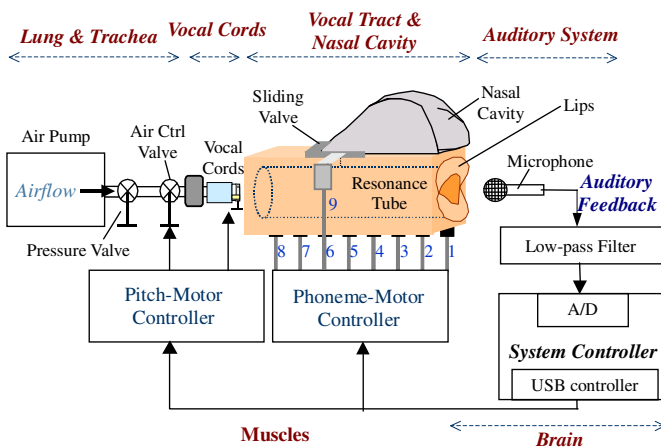 Lung & Trachea
Vocal Cords
Vocal Tract &
Nasal Cavity
Auditory System
Sliding
Valve
Nasal
Cavity
Lips
Air Pump
Air Ctrl
Valve
Vocal
Cords
Microphone
Airflow
Resonance
Tube
9
Auditory
Feedback
Pressure Valve
8 7 6 5 4 3 2 1
Low-pass Filter
Pitch-Motor
Controller
Phoneme-Motor
Controller
A/D
System Controller
USB controller
Muscles
Brain